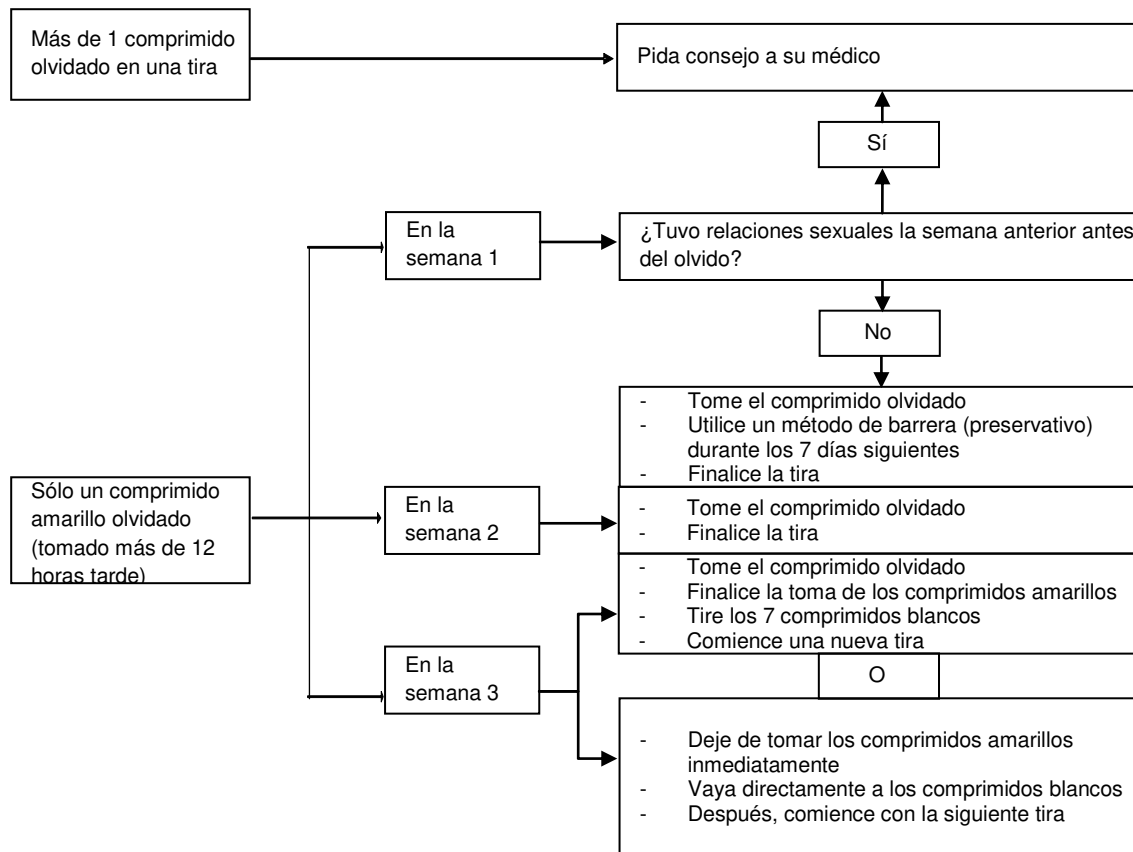 Más de 1 comprimido
olvidado en una tira
Pida consejo a su médico
Sí
En la
semana 1
¿Tuvo relaciones sexuales la semana anterior antes
del olvido?
No
- Tome el comprimido olvidado
- Utilice un método de barrera (preservativo)
durante los 7 días siguientes
- Finalice la tira
Sólo un comprimido
amarillo olvidado
(tomado más de 12
horas tarde)
En la
semana 2
- Tome el comprimido olvidado
- Finalice la tira
- Tome el comprimido olvidado
- Finalice la toma de los comprimidos amarillos
- Tire los 7 comprimidos blancos
- Comience una nueva tira
En la
semana 3
O
- Deje de tomar los comprimidos amarillos
inmediatamente
- Vaya directamente a los comprimidos blancos
- Después, comience con la siguiente tira